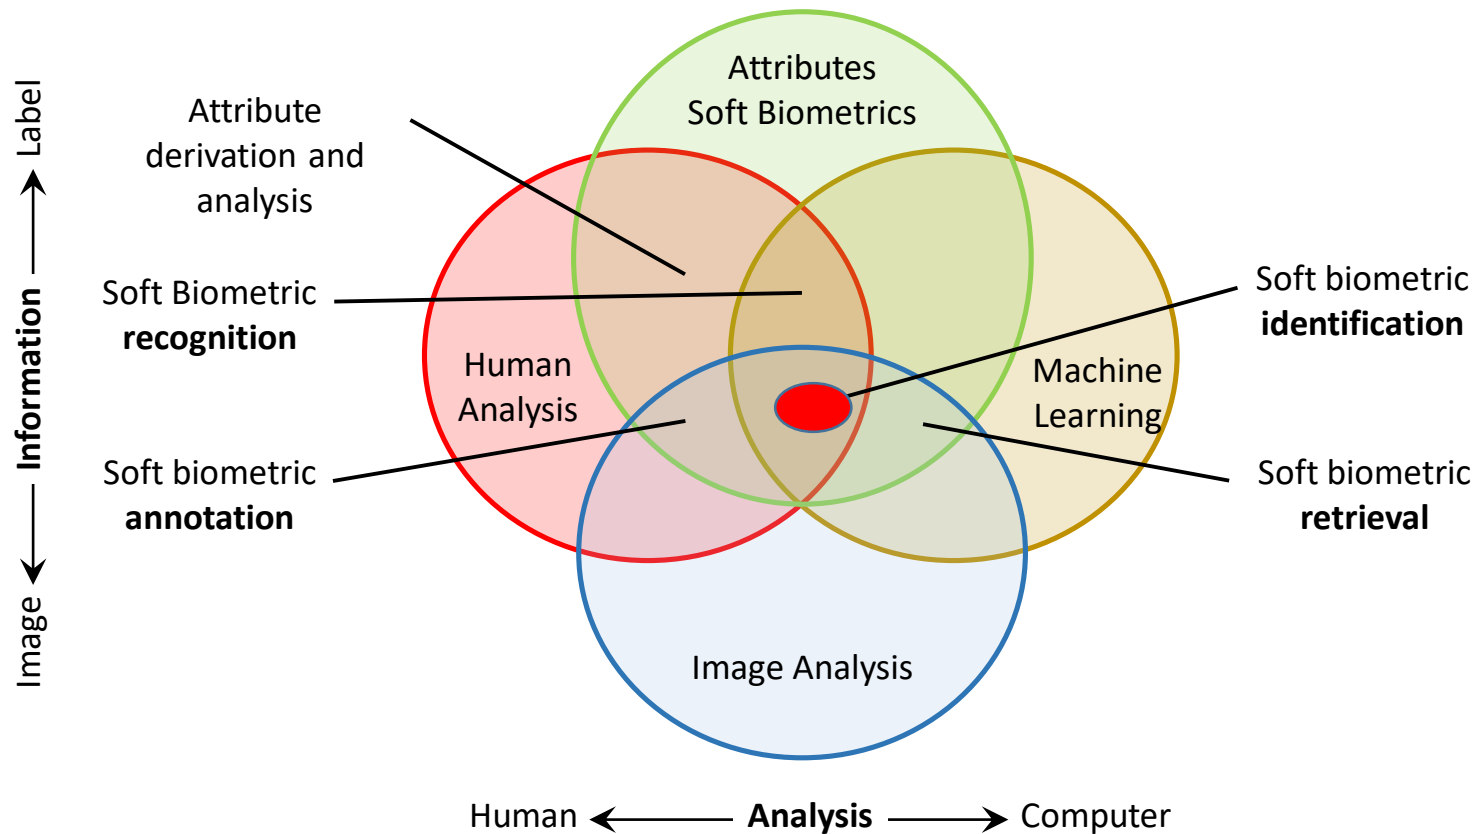 Attributes
Soft Biometrics
Attribute
derivation and
analysis
Soft Biometric
recognition
Soft biometric
identification
Human
Analysis
Machine
Learning
Soft biometric
annotation
Soft biometric
retrieval
Image Analysis
Label
Information
Image
Human
Analysis
Computer